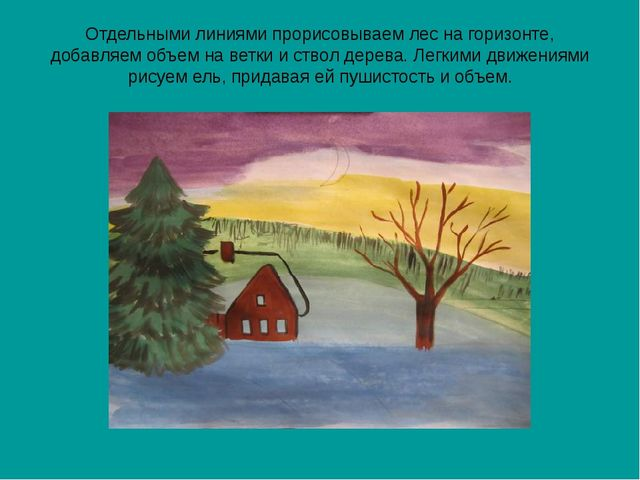 Отдельными линиями прорисовываем лес на горизонте,
добавляем объем на ветки и ствол дерева. Легкими движениями
рисуем ель, придавая ей пушистость и объем.